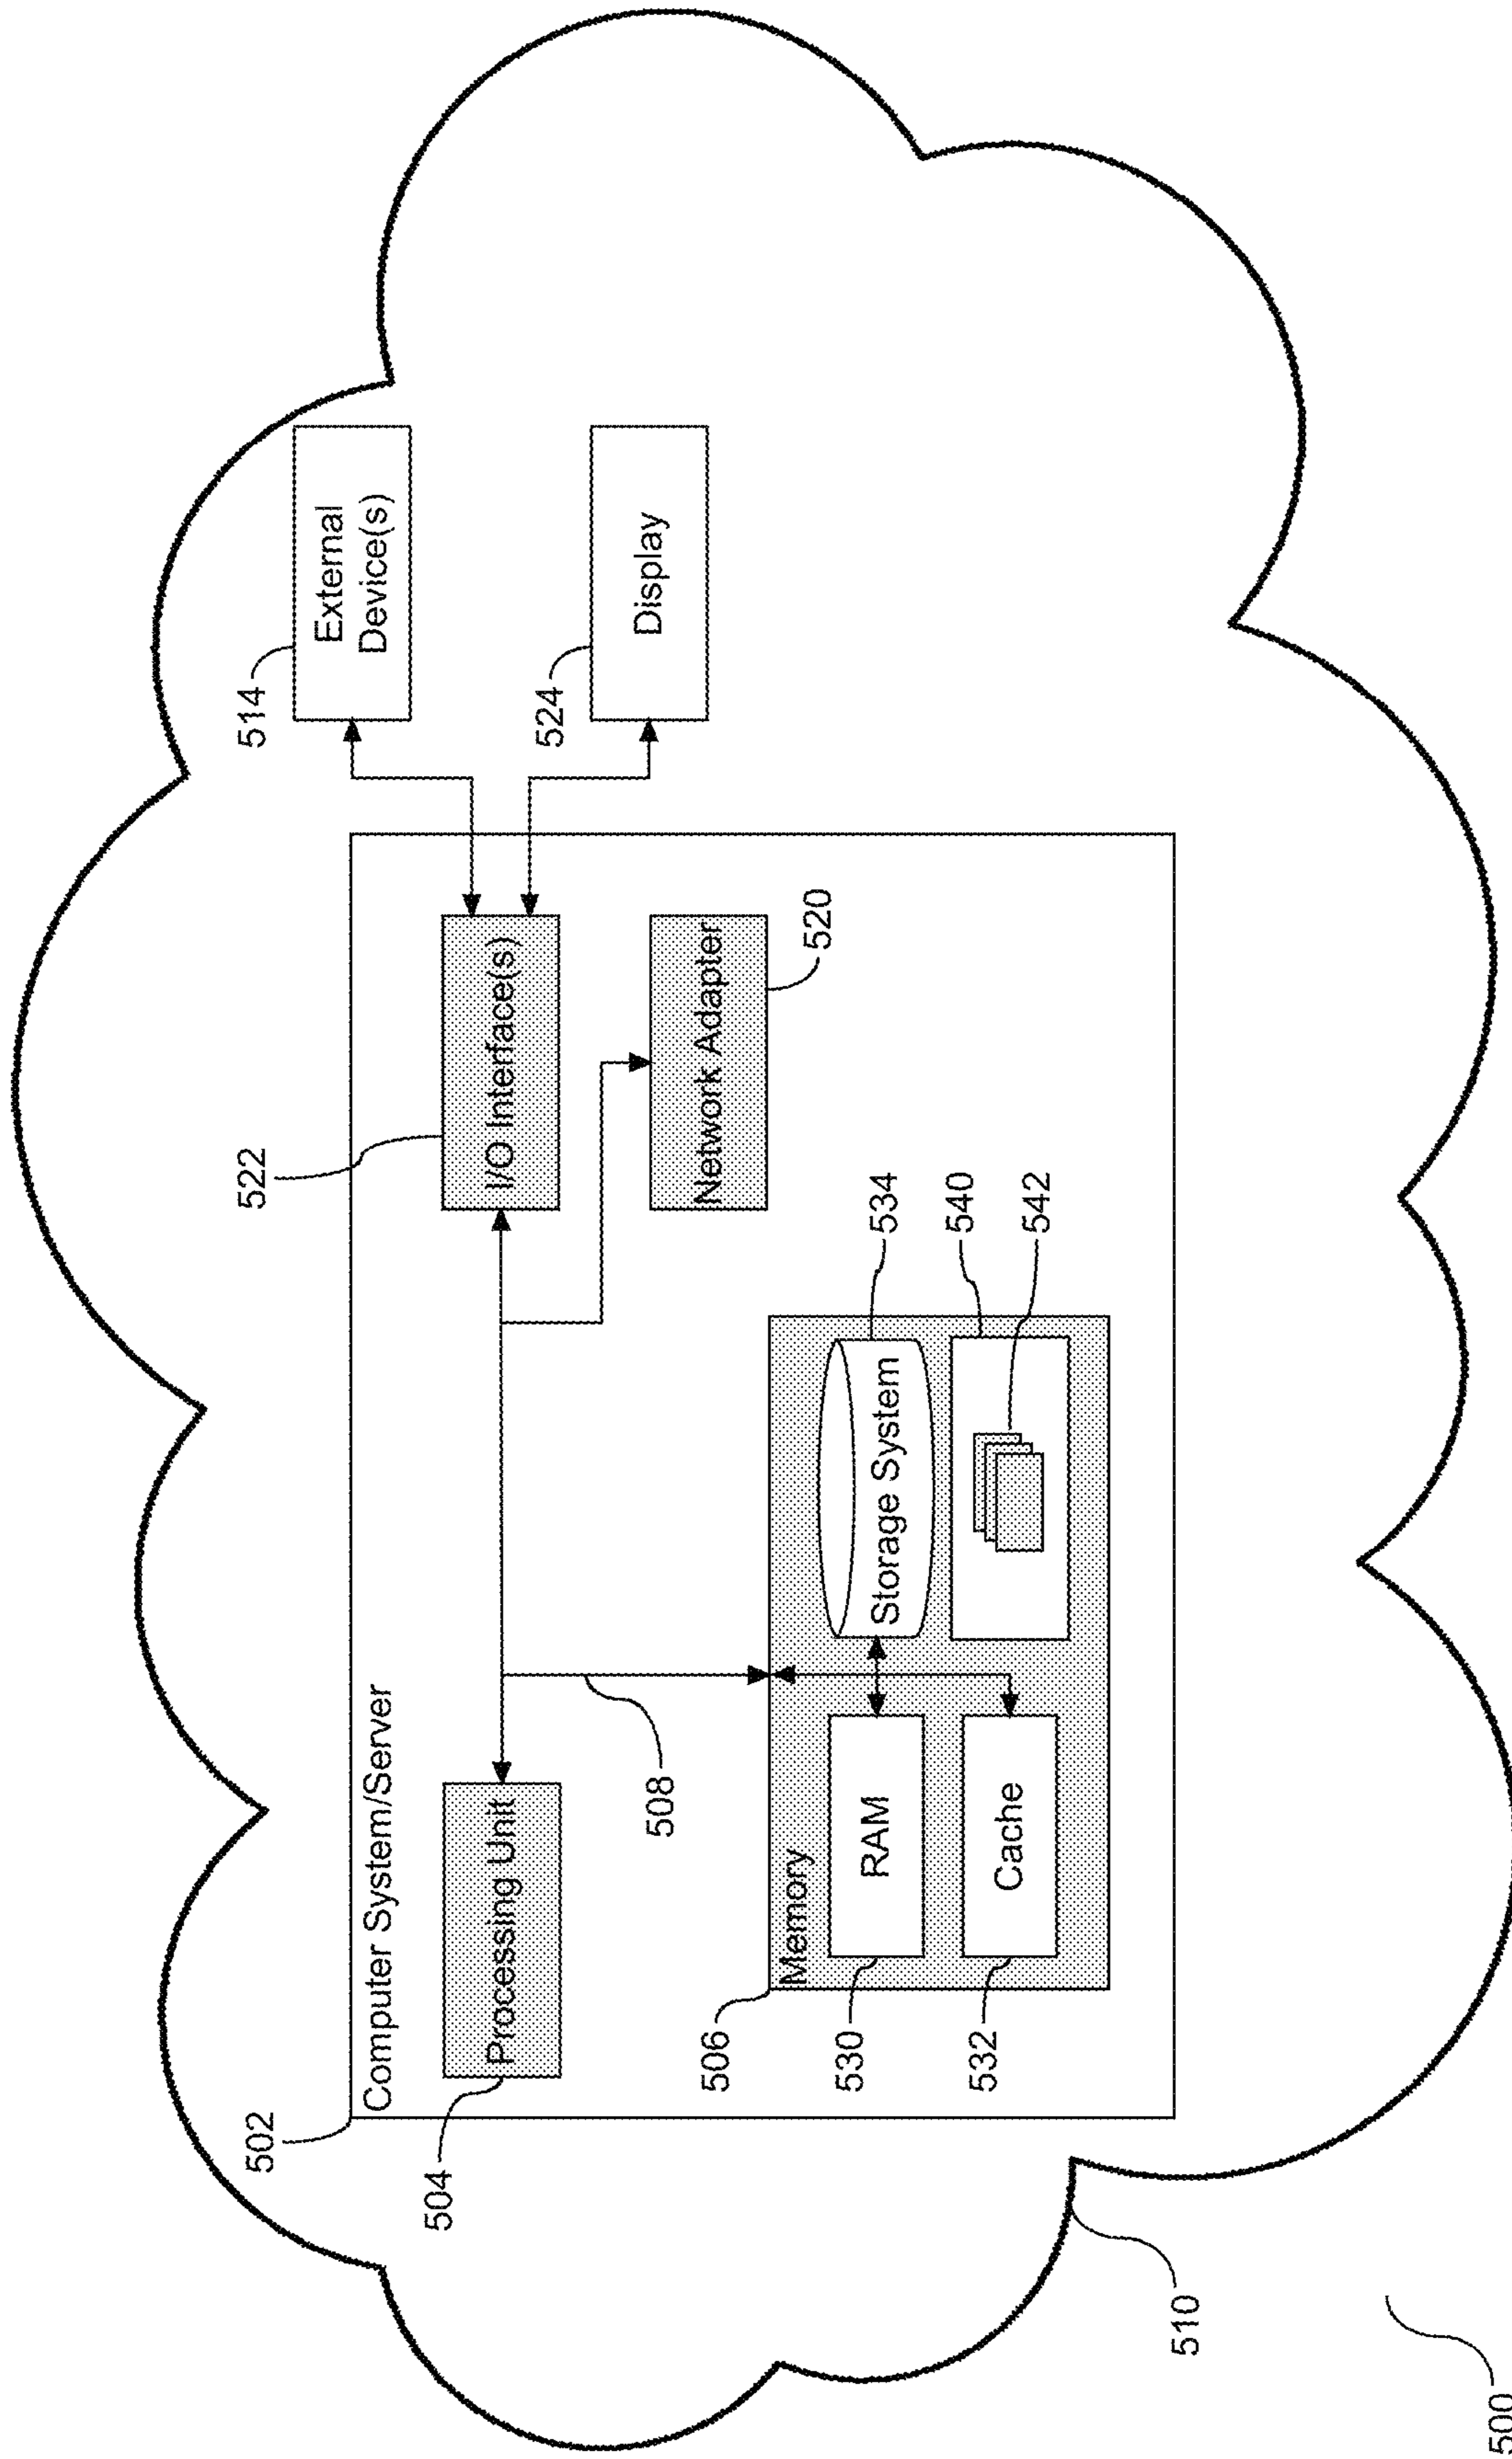 502
Computer System/Server
504
Processing Unit
522
I/O Interface(s)
514
External
Device(s)
524
Display
508
520
Network Adapter
506
Memory
530
RAM
534
Storage System
532
Cache
540
542
510
500